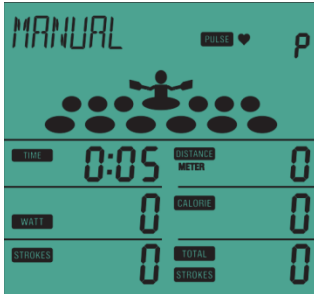 MANUAL PULSE P
TIME 0:05 DISTANCE METER 0
WATT 0 CALORIE 0
STROKES 0 TOTAL STROKES 0